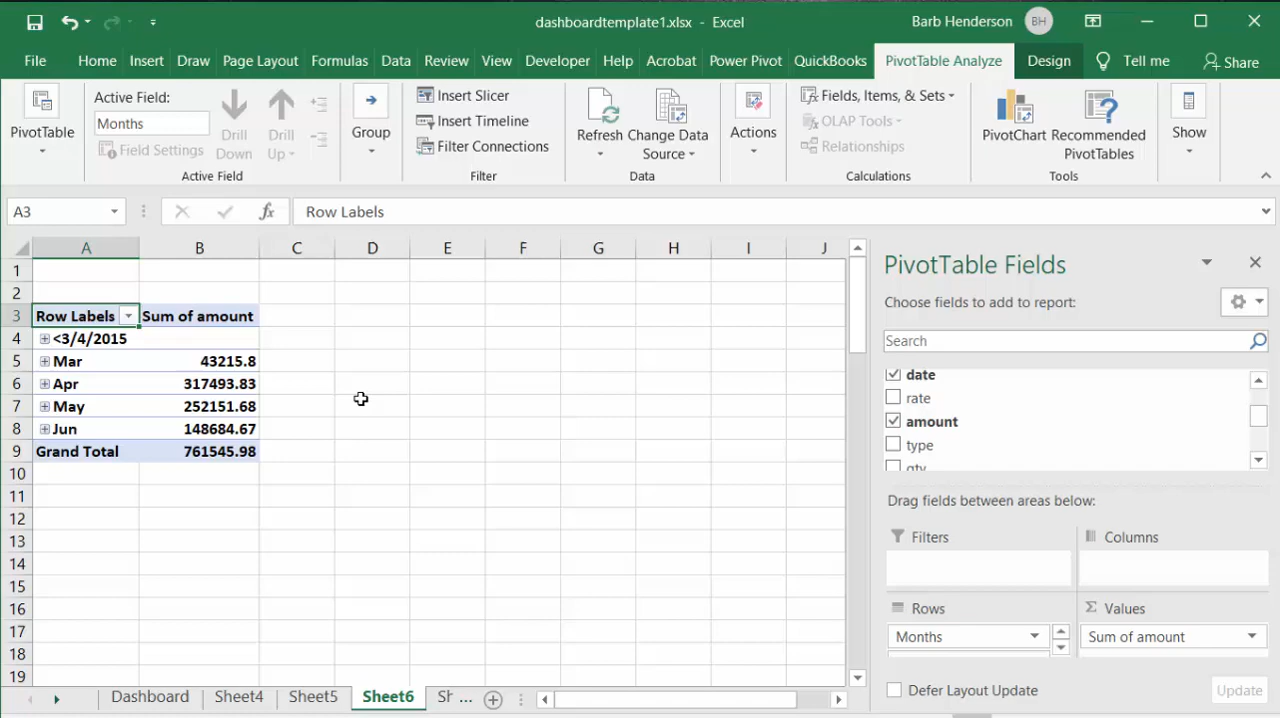 dashboardtemplate1.xlsx - Excel
Barb Henderson
BH
File Home Insert Draw Page Layout Formulas Data Review View Developer Help Acrobat Power Pivot QuickBooks PivotTable Analyze Design Tell me Share
PivotTable
Active Field:
Months
Field Settings
Drill Down
Drill Up
Active Field
Group
Insert Slicer
Insert Timeline
Filter Connections
Filter
Refresh
Change Data Source
Data
Actions
Fields, Items, & Sets
OLAP Tools
Relationships
Calculations
PivotChart
Recommended PivotTables
Tools
Show
A3
fx
Row Labels
A B C D E F G H I J
1
2
3 Row Labels Sum of amount
4 <3/4/2015
5 Mar 43215.8
6 Apr 317493.83
7 May 252151.68
8 Jun 148684.67
9 Grand Total 761545.98
10
11
12
13
14
15
16
17
18
19
PivotTable Fields
Choose fields to add to report:
Search
date
rate
amount
type
qty
Drag fields between areas below:
Filters
Columns
Rows
Months
Σ Values
Sum of amount
Defer Layout Update
Update
Dashboard Sheet4 Sheet5 Sheet6 Sh ...